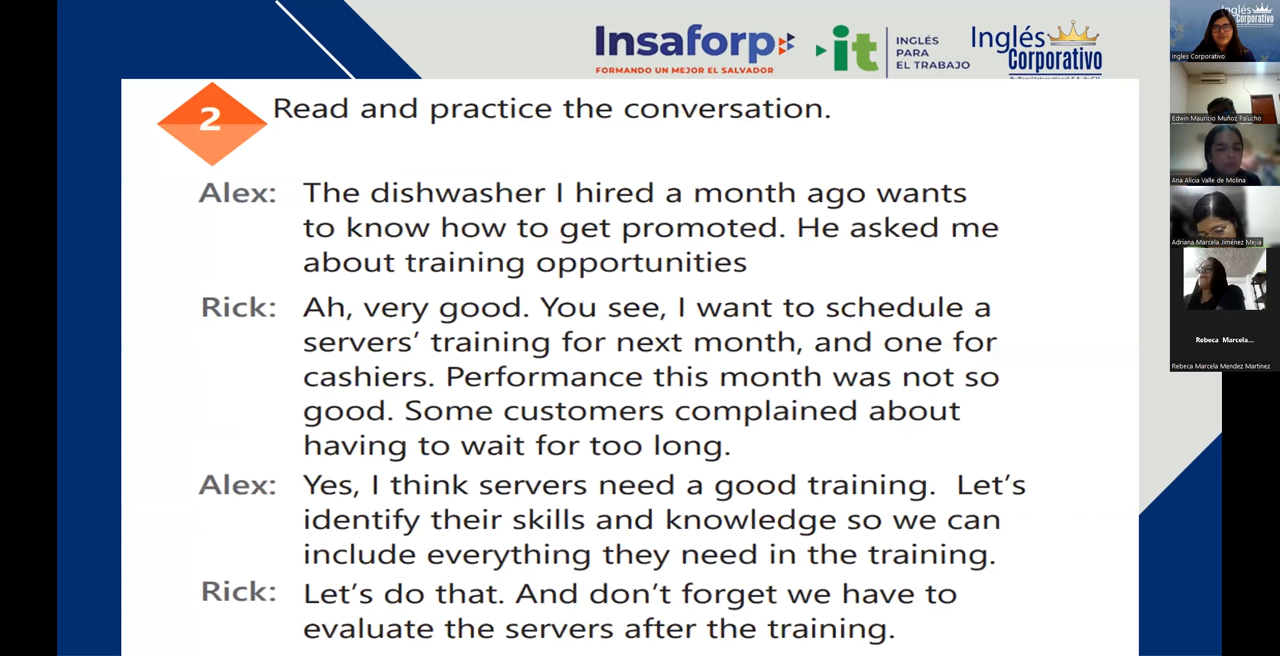 Insaforp
FORMANDO UN MEJOR EL SALVADOR
it
INGLÉS
PARA
EL TRABAJO
Inglés
Corporativo
2
Read and practice the conversation.
Alex: The dishwasher I hired a month ago wants
to know how to get promoted. He asked me
about training opportunities
Rick: Ah, very good. You see, I want to schedule a
servers’ training for next month, and one for
cashiers. Performance this month was not so
good. Some customers complained about
having to wait for too long.
Alex: Yes, I think servers need a good training. Let’s
identify their skills and knowledge so we can
include everything they need in the training.
Rick: Let’s do that. And don’t forget we have to
evaluate the servers after the training.
Inglés
Corporativo
Ingles Corporativo
Edwin Mauricio Muñoz Palucho
Ana Alicia Valle de Molina
Adriana Marcela Jiménez Mejía
Rebeca Marcela...
Rebeca Marcela Mendez Martinez